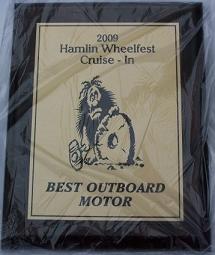 2009
Hamlin Wheelfest
Cruise - In
BEST OUTBOARD
MOTOR